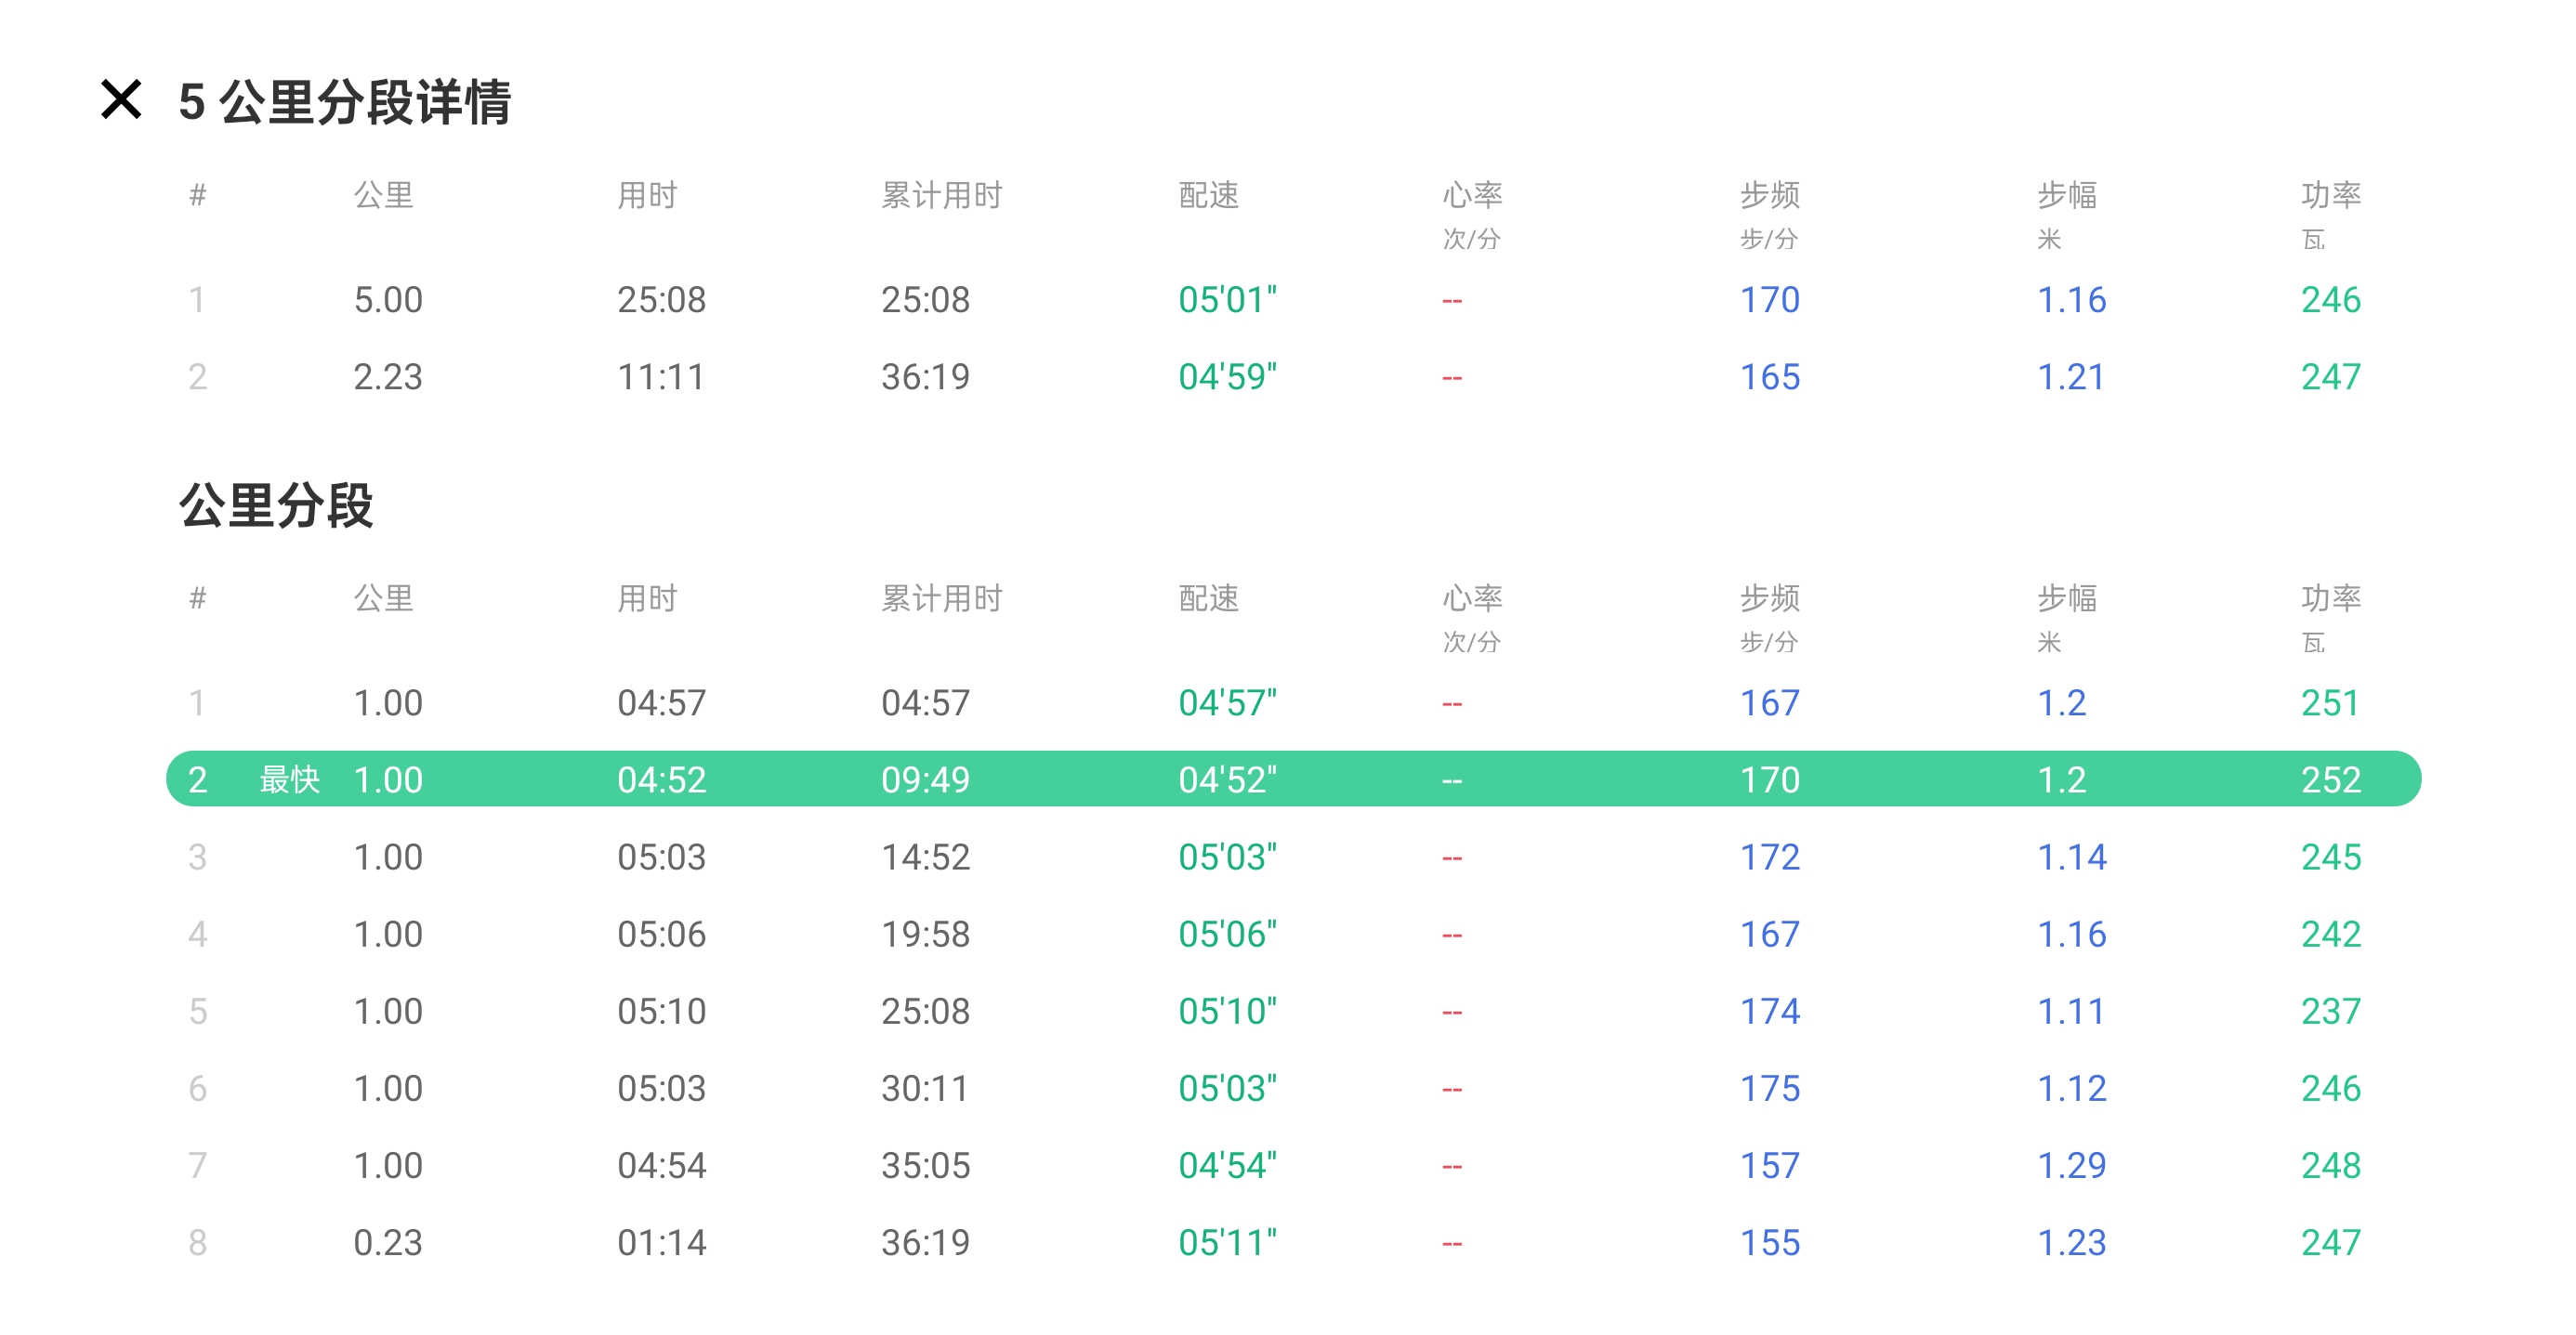 5 公里分段详情
# 公里 用时 累计用时 配速 心率 步频 步幅 功率
次/分 步/分 米 瓦
1 5.00 25:08 25:08 05'01" -- 170 1.16 246
2 2.23 11:11 36:19 04'59" -- 165 1.21 247
公里分段
# 公里 用时 累计用时 配速 心率 步频 步幅 功率
次/分 步/分 米 瓦
1 1.00 04:57 04:57 04'57" -- 167 1.2 251
2 最快 1.00 04:52 09:49 04'52" -- 170 1.2 252
3 1.00 05:03 14:52 05'03" -- 172 1.14 245
4 1.00 05:06 19:58 05'06" -- 167 1.16 242
5 1.00 05:10 25:08 05'10" -- 174 1.11 237
6 1.00 05:03 30:11 05'03" -- 175 1.12 246
7 1.00 04:54 35:05 04'54" -- 157 1.29 248
8 0.23 01:14 36:19 05'11" -- 155 1.23 247